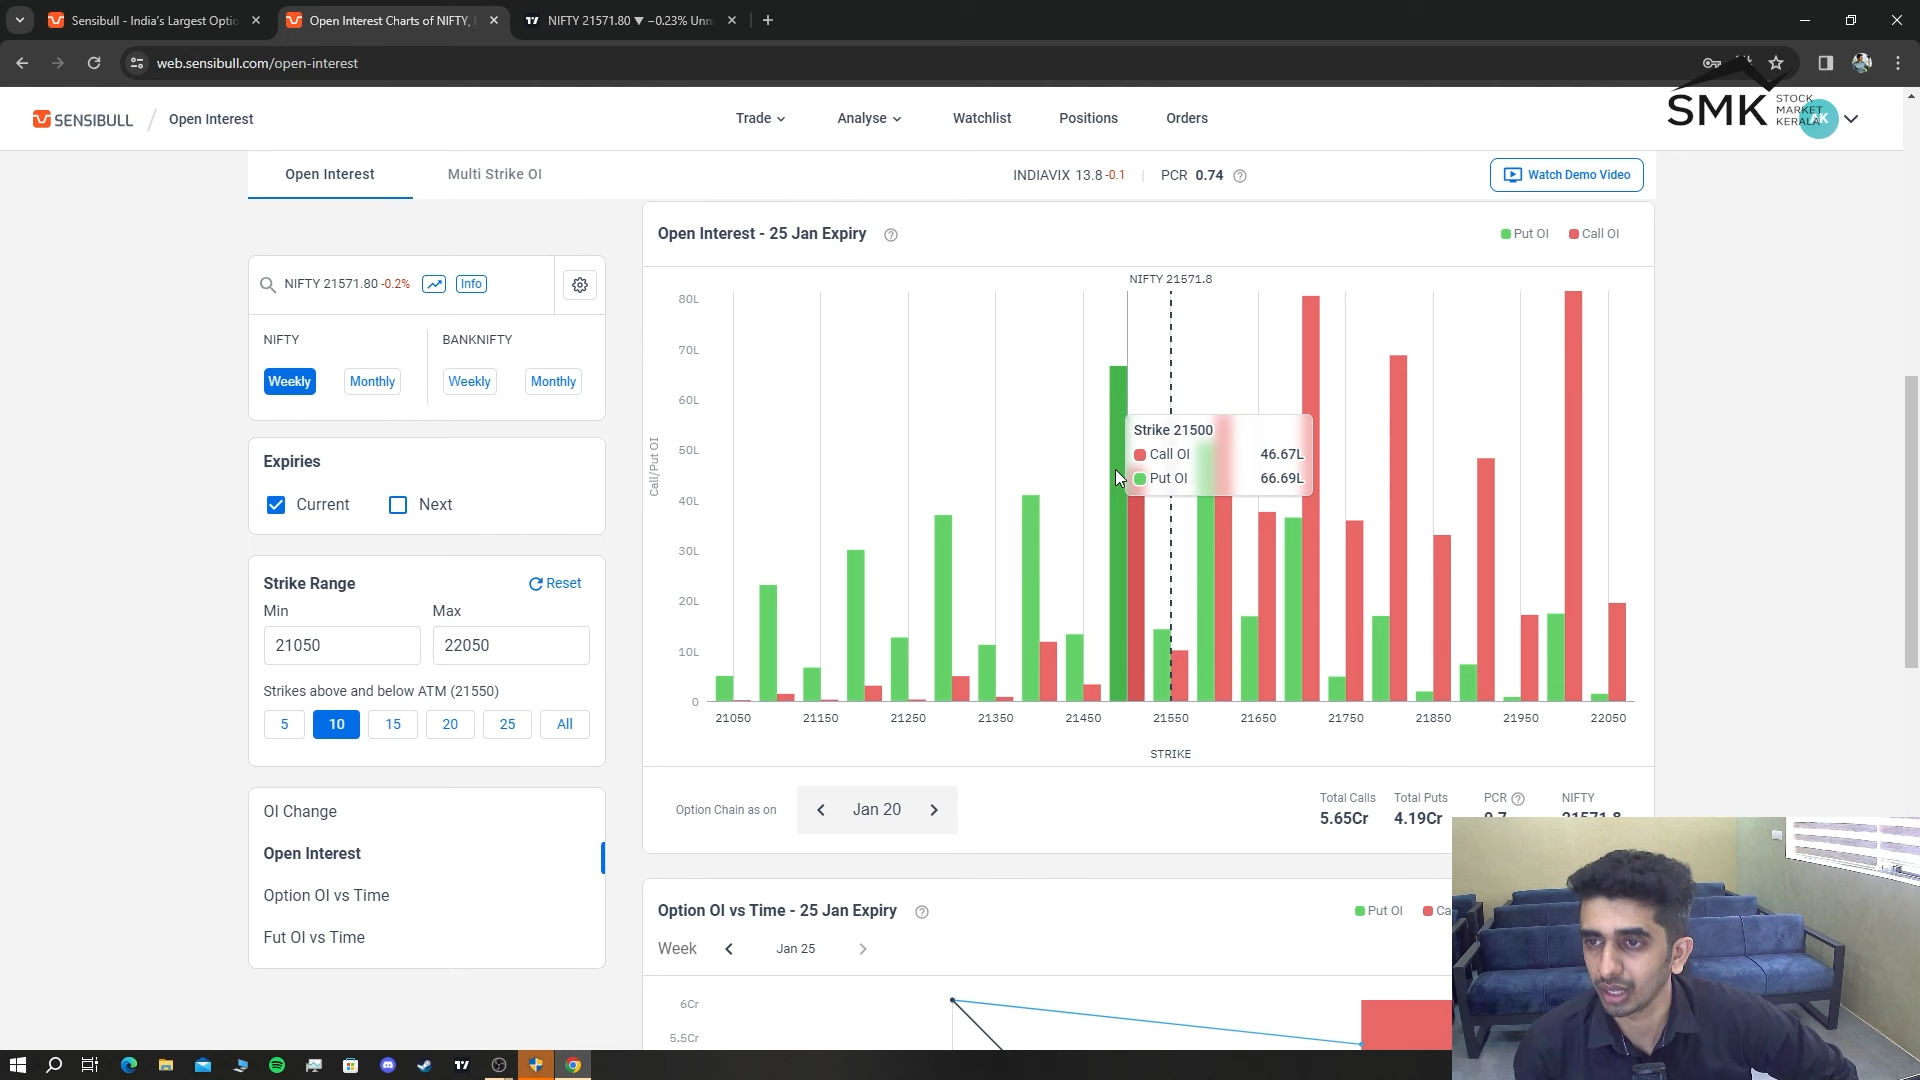 Sensibull - India's Largest Optio
Open Interest Charts of NIFTY,
NIFTY 21571.80 ▼ −0.23% Unn
web.sensibull.com/open-interest
SENSIBULL / Open Interest
Trade
Analyse
Watchlist
Positions
Orders
SMK
STOCK
MARKET
KERALA
AK
Open Interest
Multi Strike OI
INDIAVIX 13.8 -0.1
PCR 0.74
Watch Demo Video
NIFTY 21571.80 -0.2%
Info
NIFTY
BANKNIFTY
Weekly
Monthly
Weekly
Monthly
Expiries
Current
Next
Strike Range
Reset
Min
Max
21050
22050
Strikes above and below ATM (21550)
5
10
15
20
25
All
OI Change
Open Interest
Option OI vs Time
Fut OI vs Time
Open Interest - 25 Jan Expiry
Put OI
Call OI
NIFTY 21571.8
Call/Put OI
80L
70L
60L
50L
40L
30L
20L
10L
0
Strike 21500
Call OI 46.67L
Put OI 66.69L
21050
21150
21250
21350
21450
21550
21650
21750
21850
21950
22050
STRIKE
Option Chain as on
Jan 20
Total Calls
5.65Cr
Total Puts
4.19Cr
PCR
NIFTY
21571.8
Option OI vs Time - 25 Jan Expiry
Put OI
Ca
Week
Jan 25
6Cr
5.5Cr